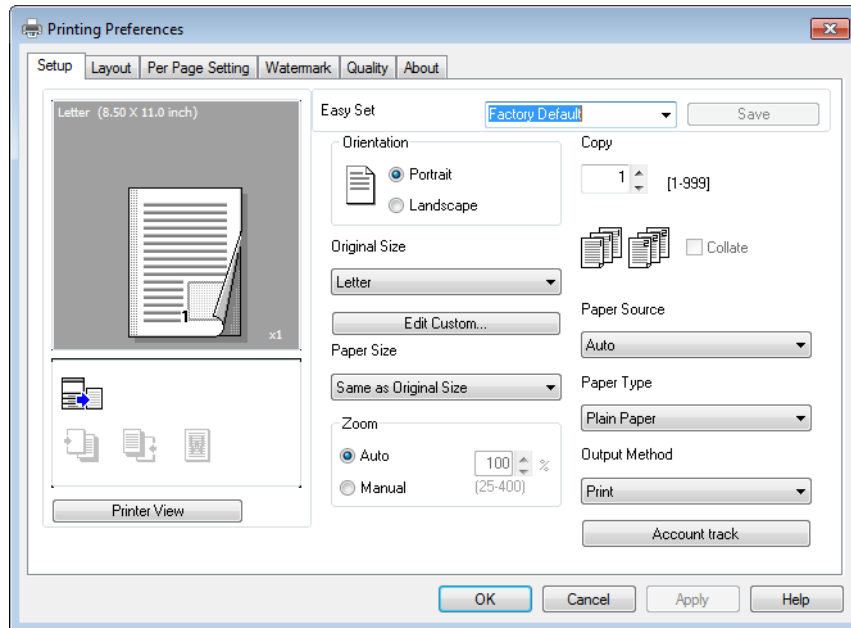 Printing Preferences
Setup Layout Per Page Setting Watermark Quality About
Letter (8.50 X 11.0 inch)
1
x1
Printer View
Easy Set Factory Default Save
Orientation
Portrait
Landscape
Original Size
Letter
Edit Custom...
Paper Size
Same as Original Size
Zoom
Auto
Manual
100 %
(25-400)
Copy
1 [1-999]
Collate
Paper Source
Auto
Paper Type
Plain Paper
Output Method
Print
Account track
OK Cancel Apply Help